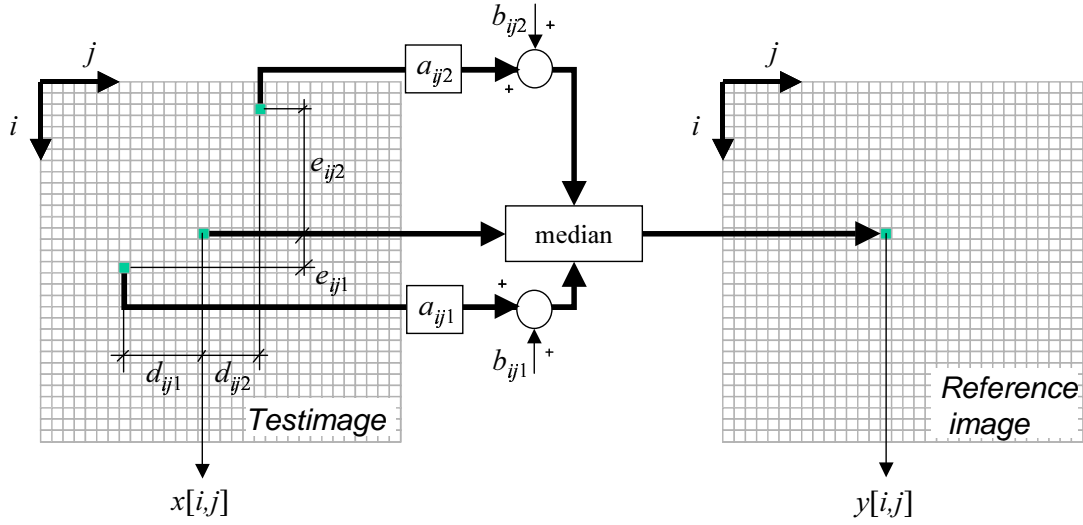 b_ij2 +
j
a_ij2
+
j
i
i
e_ij2
median
e_ij1
+
a_ij1
d_ij1 d_ij2
b_ij1 +
Testimage
Reference
image
x[i,j]
y[i,j]